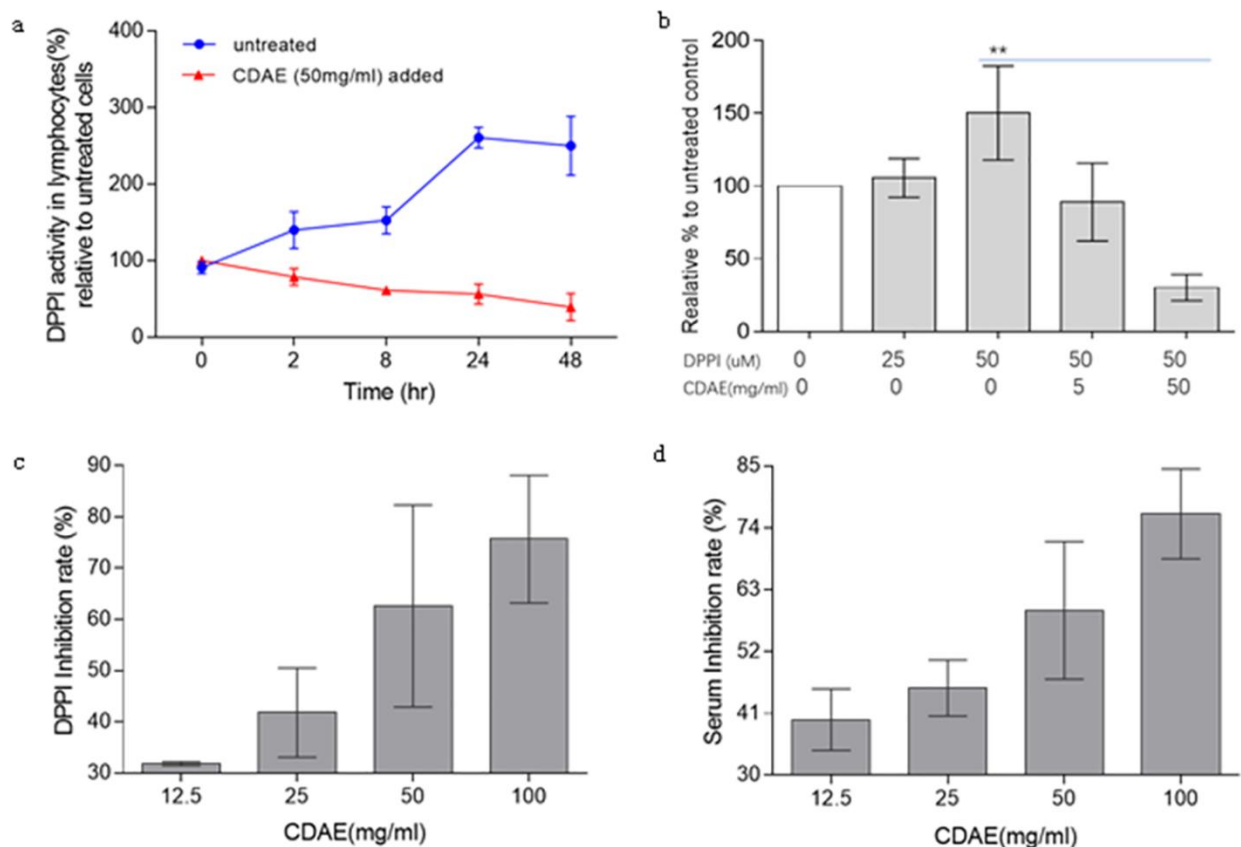 a
DPPI activity in lymphocytes(%)
relative to untreated cells
400
300
200
100
0
untreated
CDAE (50mg/ml) added
0 2 8 24 48
Time (hr)
b
Realative % to untreated control
200
150
100
50
0
**
DPPI (uM) 0 25 50 50 50
CDAE(mg/ml) 0 0 0 5 50
c
DPPI Inhibition rate (%)
90
80
70
60
50
40
30
12.5 25 50 100
CDAE(mg/ml)
d
Serum Inhibition rate (%)
85
74
63
52
41
30
12.5 25 50 100
CDAE(mg/ml)